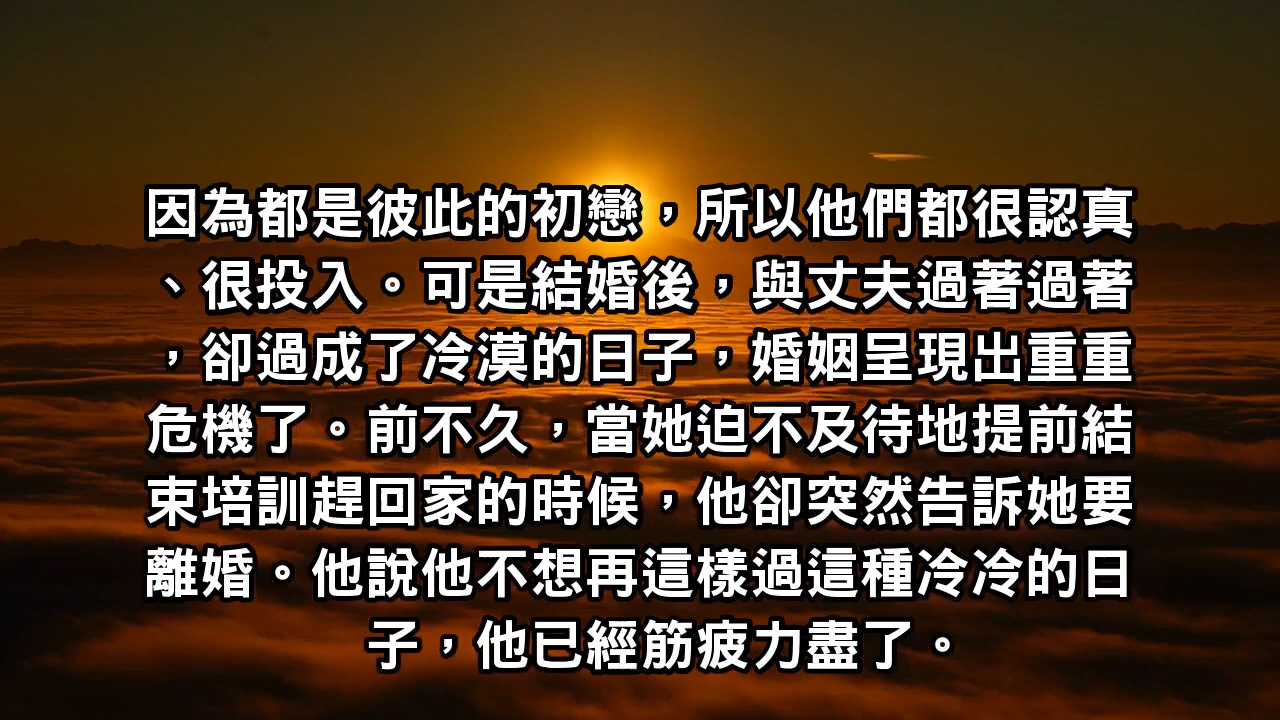 因為都是彼此的初戀，所以他們都很認真
、很投入。可是結婚後，與丈夫過著過著
，卻過成了冷漠的日子，婚姻呈現出重重
危機了。前不久，當她迫不及待地提前結
束培訓趕回家的時候，他卻突然告訴她要
離婚。他說他不想再這樣過這種冷冷的日
子，他已經筋疲力盡了。